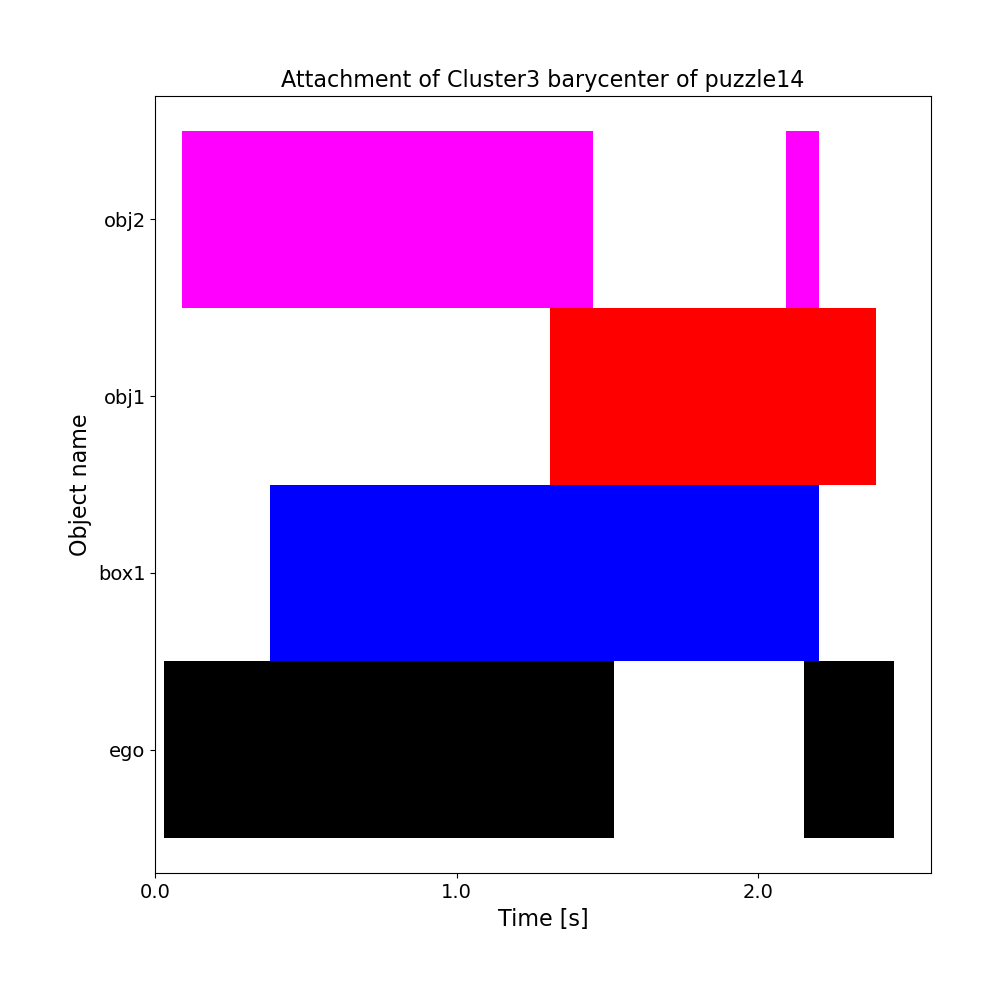 Attachment of Cluster3 barycenter of puzzle14
obj2
obj1
box1
ego
Object name
0.0 1.0 2.0
Time [s]